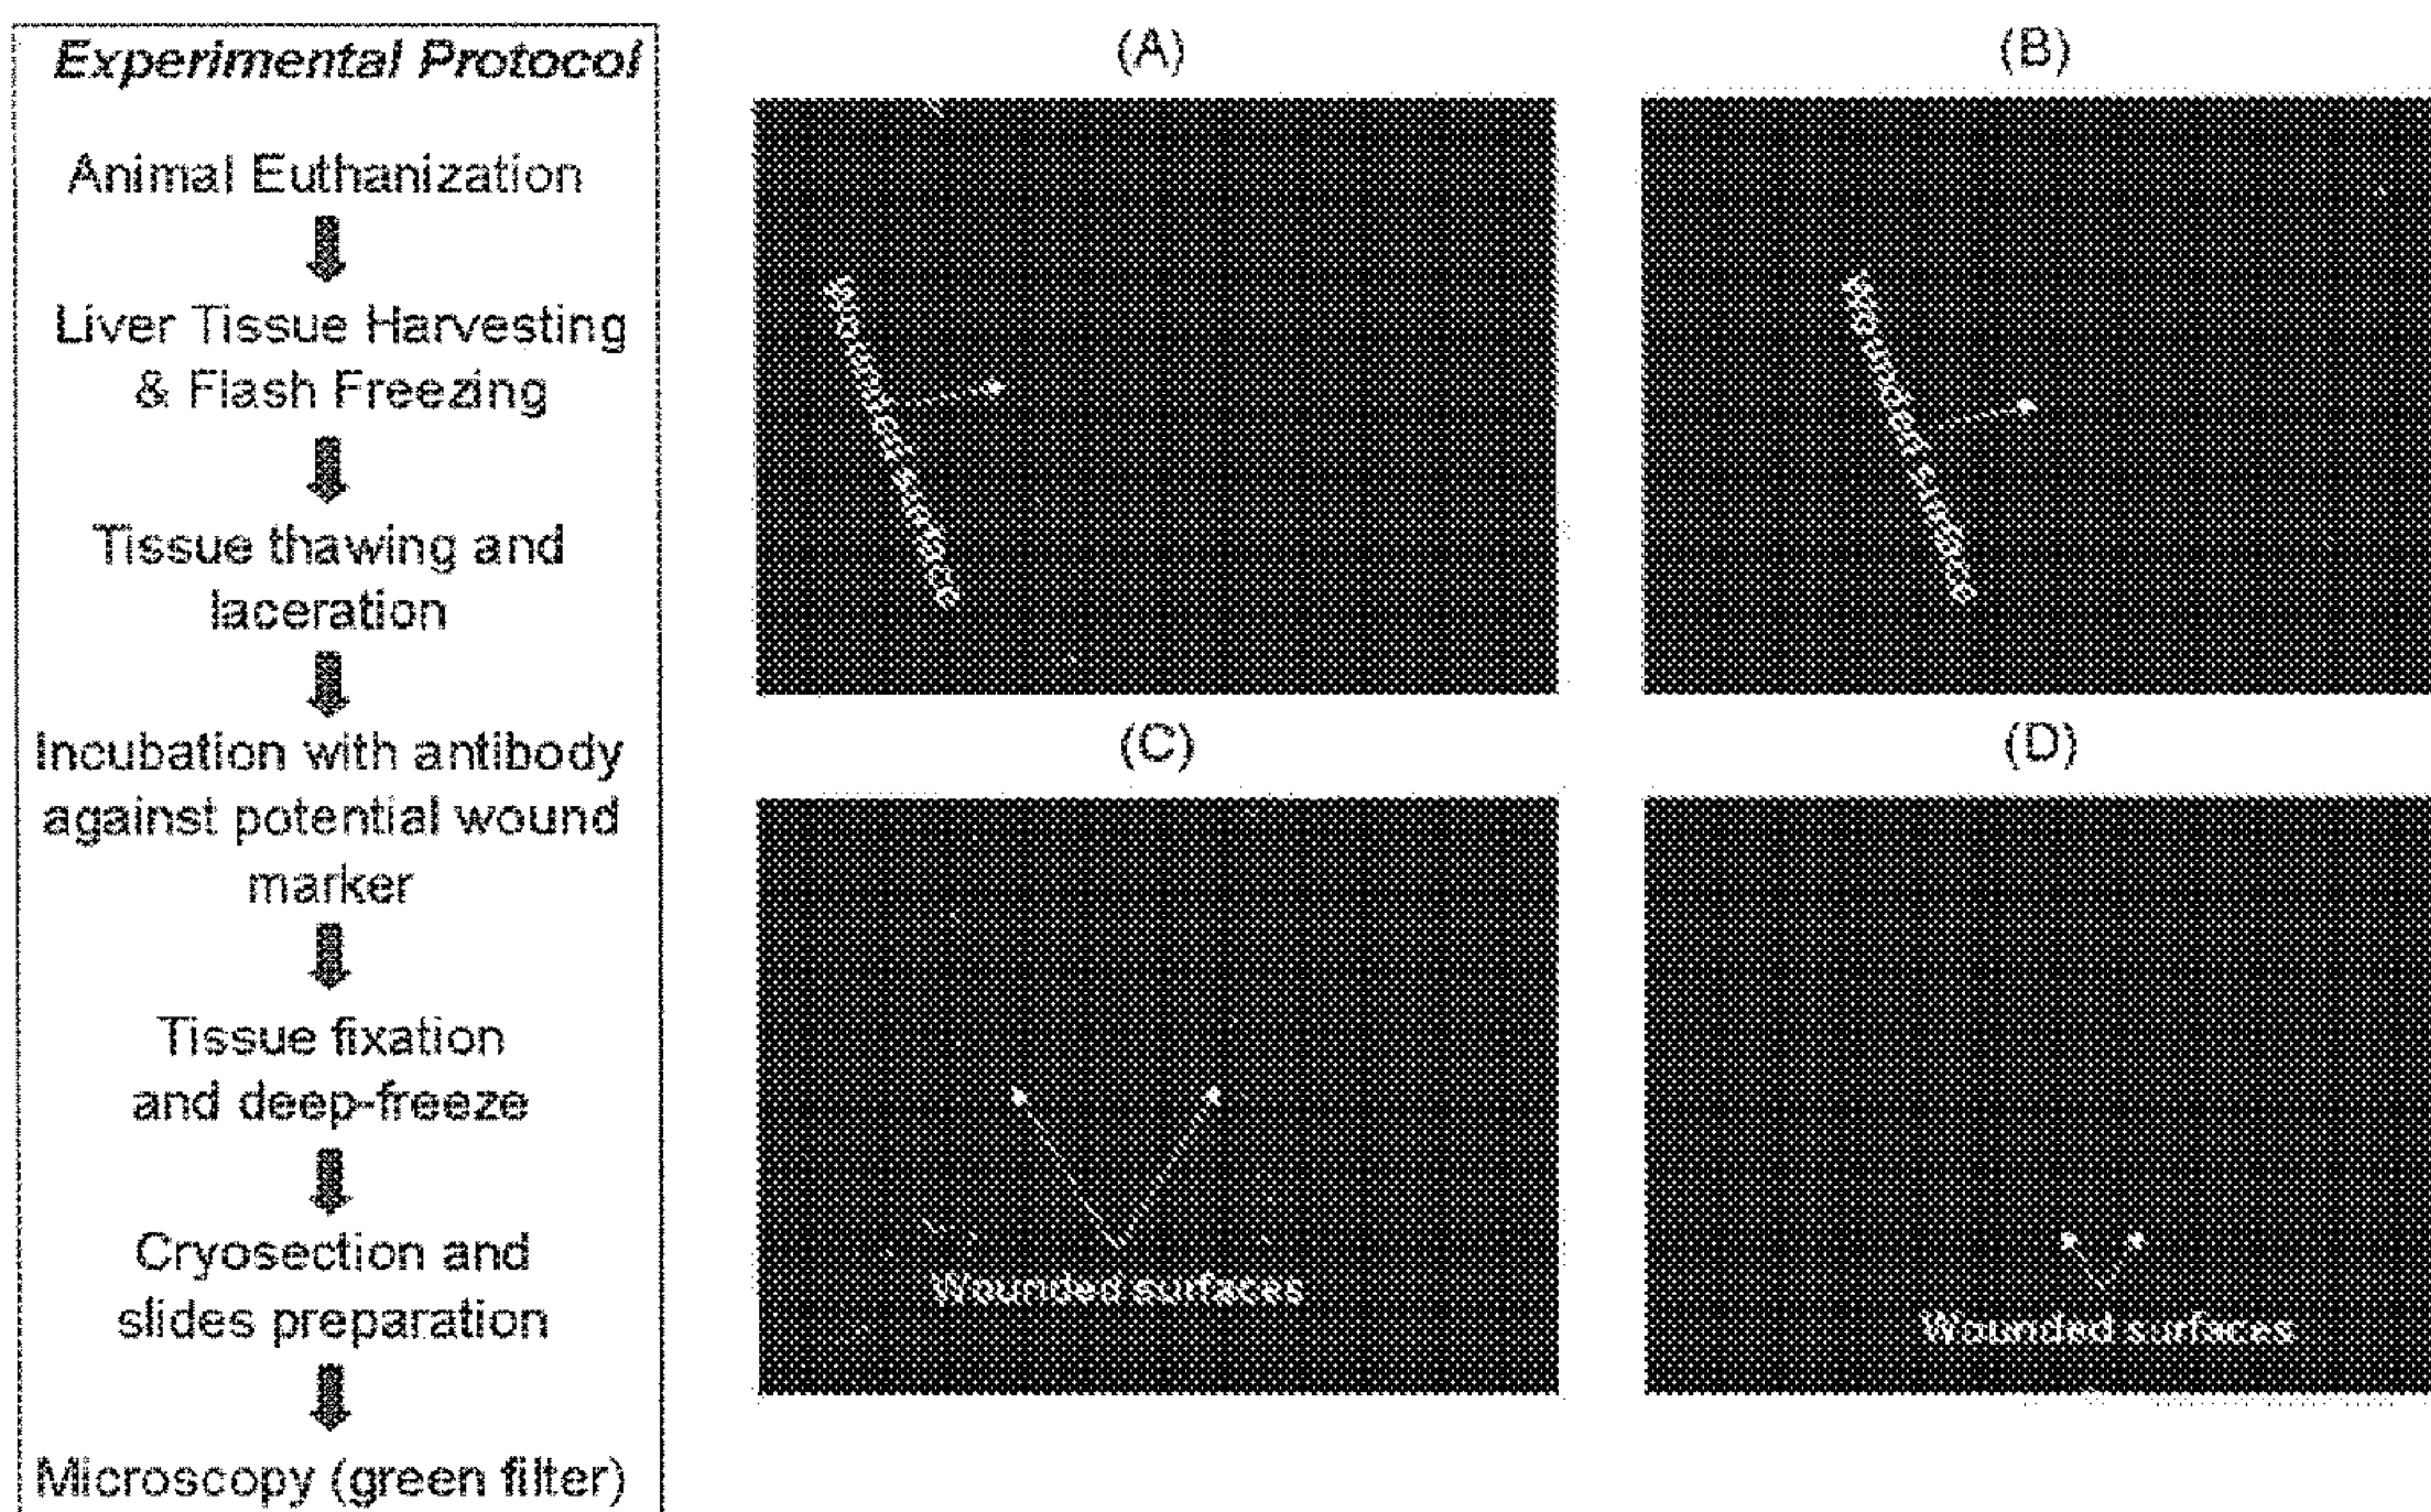 Experimental Protocol
Animal Euthanization
Liver Tissue Harvesting
& Flash Freezing
Tissue thawing and
laceration
Incubation with antibody
against potential wound
marker
Tissue fixation
and deep-freeze
Cryosection and
slides preparation
Microscopy (green filter)
(A)
Wounded surface
(B)
Wounded surface
(C)
Wounded surfaces
(D)
Wounded surfaces